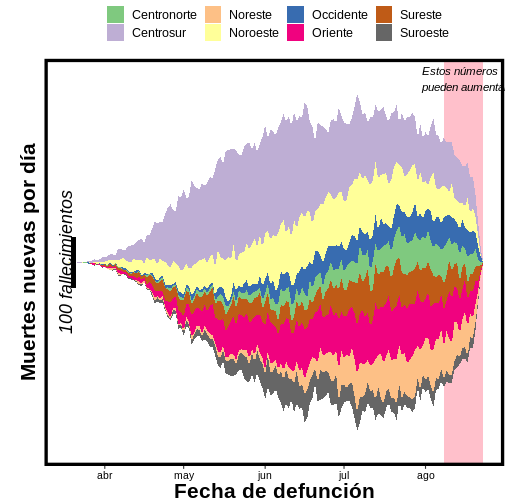 Centronorte Noreste Occidente Sureste
Centrosur Noroeste Oriente Suroeste
Estos números
pueden aumenta
Muertes nuevas por día
100 fallecimientos
abr may jun jul ago
Fecha de defunción